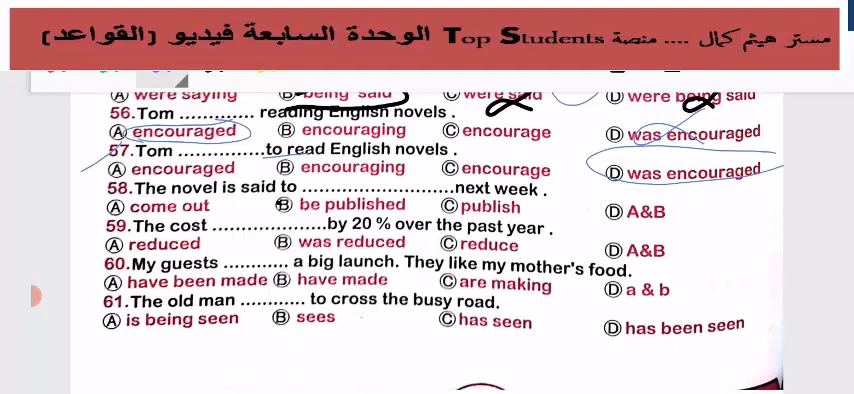 مستر هيثم كمال .... منصة Top Students الوحدة السابعة فيديو (القواعد)
Ⓐ were saying Ⓑ being said Ⓒ were said Ⓓ were being said
56.Tom ............. reading English novels .
Ⓐ encouraged Ⓑ encouraging Ⓒ encourage Ⓓ was encouraged
57.Tom ...............to read English novels .
Ⓐ encouraged Ⓑ encouraging Ⓒ encourage Ⓓ was encouraged
58.The novel is said to ..........................next week .
Ⓐ come out Ⓑ be published Ⓒ publish Ⓓ A&B
59.The cost ....................by 20 % over the past year .
Ⓐ reduced Ⓑ was reduced Ⓒ reduce Ⓓ A&B
60.My guests ............ a big launch. They like my mother's food.
Ⓐ have been made Ⓑ have made Ⓒ are making Ⓓ a & b
61.The old man ............ to cross the busy road.
Ⓐ is being seen Ⓑ sees Ⓒ has seen Ⓓ has been seen